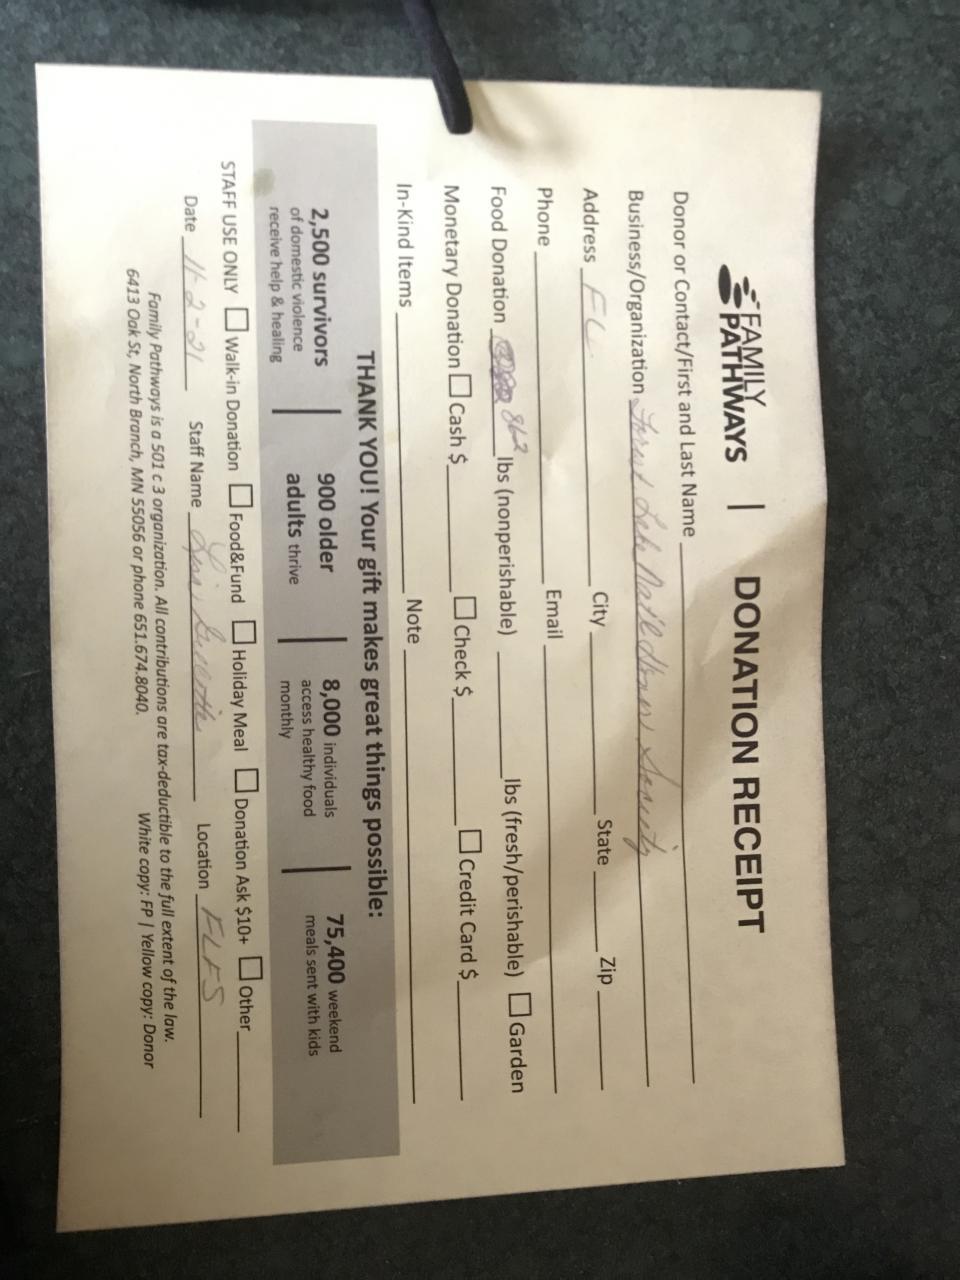 FAMILY PATHWAYS | DONATION RECEIPT
Donor or Contact/First and Last Name
Business/Organization Forest Lake
Address FL City State Zip
Phone Email
Food Donation 862 lbs (nonperishable) lbs (fresh/perishable) ☐ Garden
Monetary Donation ☐ Cash $ ☐ Check $ ☐ Credit Card $
In-Kind Items Note
THANK YOU! Your gift makes great things possible:
2,500 survivors of domestic violence receive help & healing
900 older adults thrive
8,000 individuals access healthy food monthly
75,400 weekend meals sent with kids
STAFF USE ONLY ☐ Walk-in Donation ☐ Food&Fund ☐ Holiday Meal ☐ Donation Ask $10+ ☐ Other
Date 11-2-21 Staff Name Location FLFS
Family Pathways is a 501 c 3 organization. All contributions are tax-deductible to the full extent of the law.
6413 Oak St, North Branch, MN 55056 or phone 651.674.8040. White copy: FP | Yellow copy: Donor